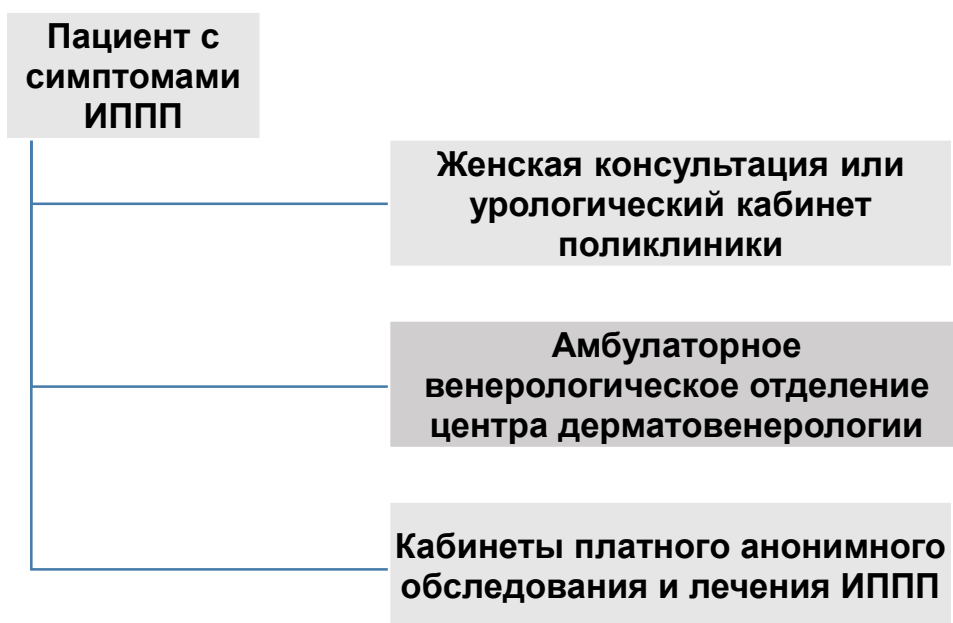 Пациент с
симптомами
ИППП
Женская консультация или
урологический кабинет
поликлиники
Амбулаторное
венерологическое отделение
центра дерматовенерологии
Кабинеты платного анонимного
обследования и лечения ИППП